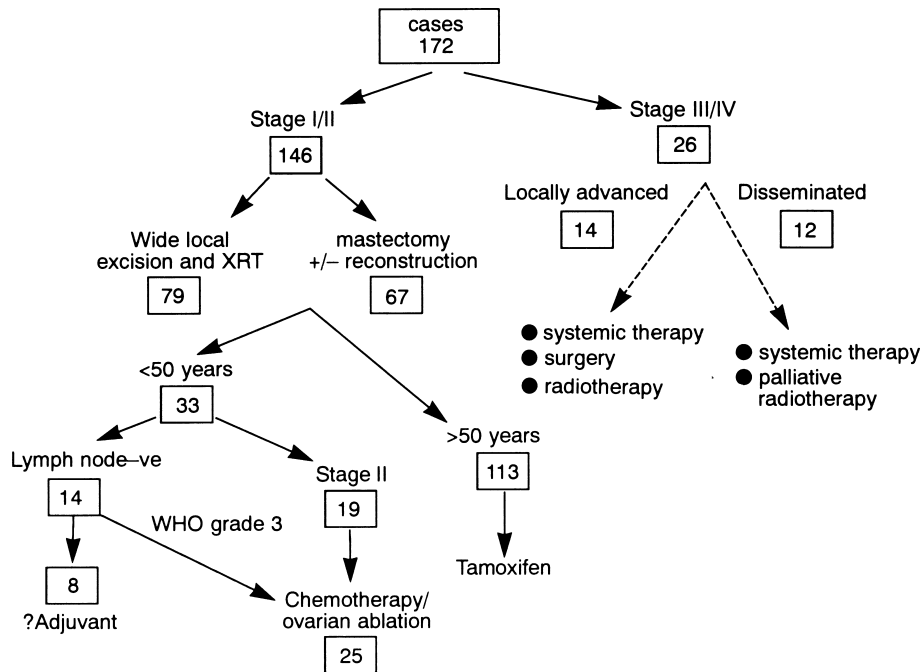 cases
172
Stage I/II
146
Stage III/IV
26
Locally advanced
14
Disseminated
12
Wide local
excision and XRT
79
mastectomy
+/– reconstruction
67
● systemic therapy
● surgery
● radiotherapy
● systemic therapy
● palliative
radiotherapy
<50 years
33
>50 years
113
Lymph node–ve
14
Stage II
19
WHO grade 3
Tamoxifen
8
?Adjuvant
Chemotherapy/
ovarian ablation
25